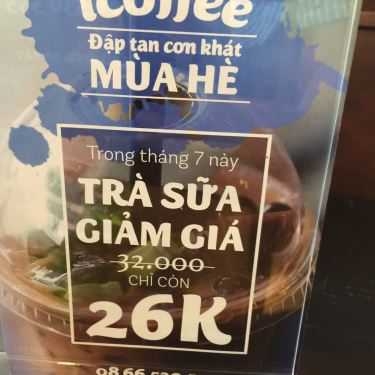 iCoffee
Đập tan cơn khát
MÙA HÈ
Trong tháng 7 này
TRÀ SỮA
GIẢM GIÁ
32.000
CHỈ CÒN
26K